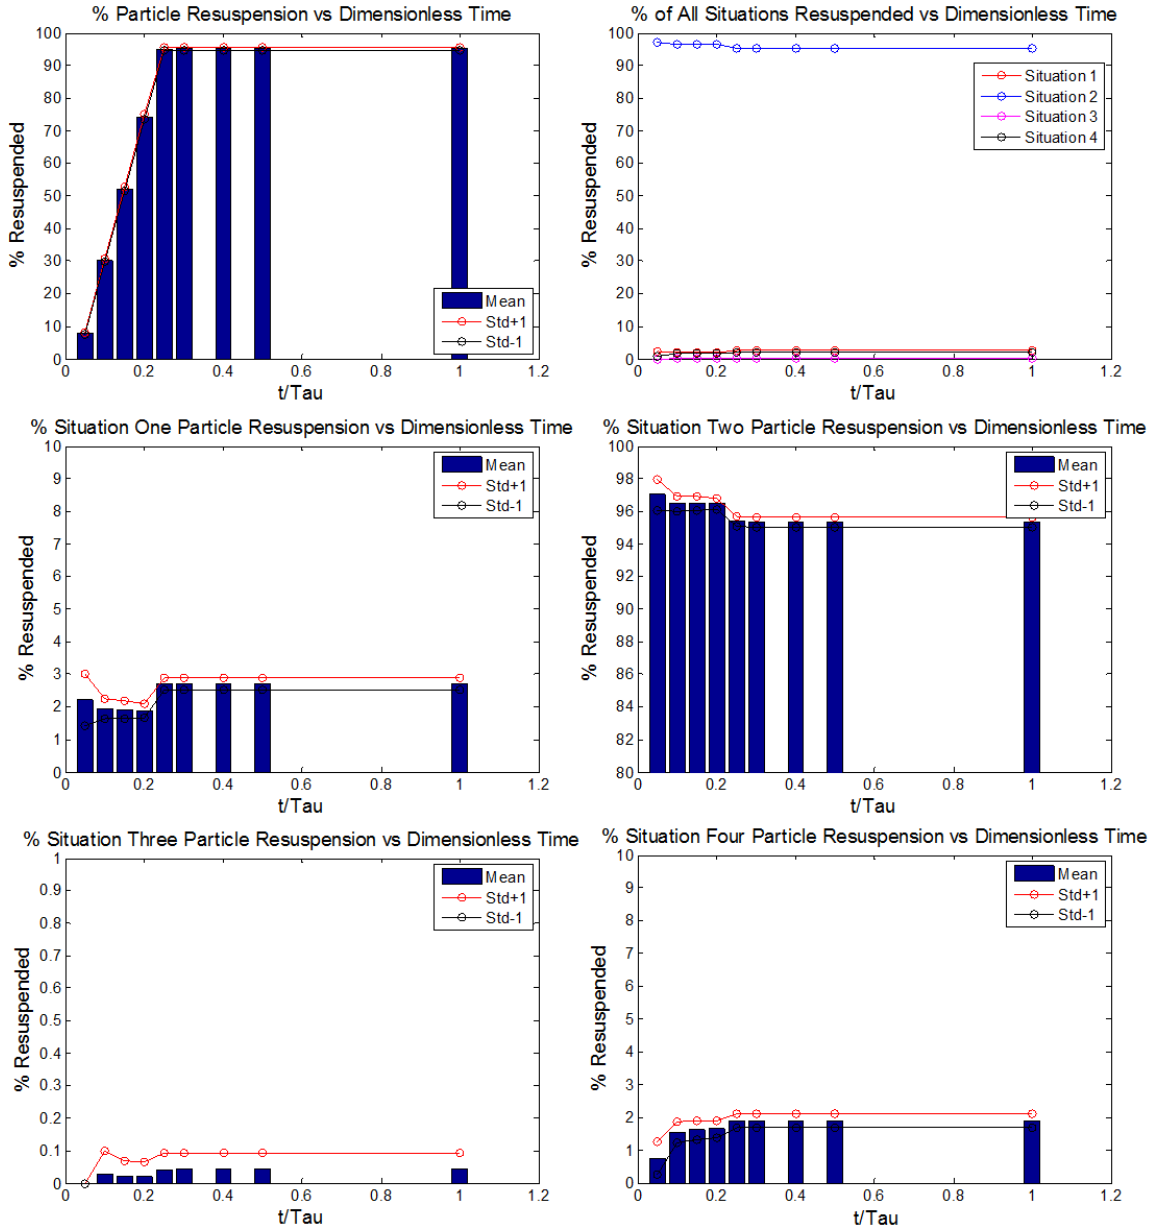 % Particle Resuspension vs Dimensionless Time
100
90
80
70
60
50
40
30
20
10
0
% Resuspended
Mean
Std+1
Std-1
0 0.2 0.4 0.6 0.8 1 1.2
t/Tau
% of All Situations Resuspended vs Dimensionless Time
100
90
80
70
60
50
40
30
20
10
0
% Resuspended
Situation 1
Situation 2
Situation 3
Situation 4
0 0.2 0.4 0.6 0.8 1 1.2
t/Tau
% Situation One Particle Resuspension vs Dimensionless Time
10
9
8
7
6
5
4
3
2
1
0
% Resuspended
Mean
Std+1
Std-1
0 0.2 0.4 0.6 0.8 1 1.2
t/Tau
% Situation Two Particle Resuspension vs Dimensionless Time
100
98
96
94
92
90
88
86
84
82
80
% Resuspended
Mean
Std+1
Std-1
0 0.2 0.4 0.6 0.8 1 1.2
t/Tau
% Situation Three Particle Resuspension vs Dimensionless Time
1
0.9
0.8
0.7
0.6
0.5
0.4
0.3
0.2
0.1
0
% Resuspended
Mean
Std+1
Std-1
0 0.2 0.4 0.6 0.8 1 1.2
t/Tau
% Situation Four Particle Resuspension vs Dimensionless Time
10
9
8
7
6
5
4
3
2
1
0
% Resuspended
Mean
Std+1
Std-1
0 0.2 0.4 0.6 0.8 1 1.2
t/Tau